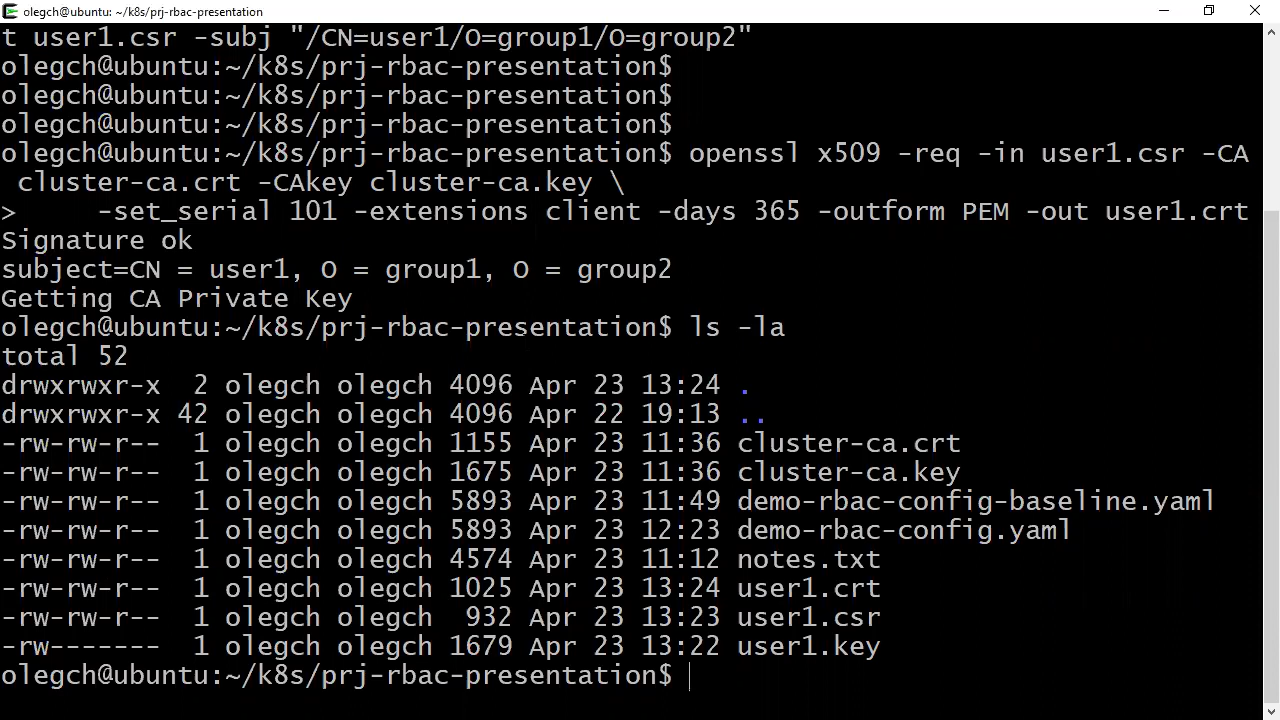 olegch@ubuntu: ~/k8s/prj-rbac-presentation
t user1.csr -subj "/CN=user1/O=group1/O=group2"
olegch@ubuntu:~/k8s/prj-rbac-presentation$
olegch@ubuntu:~/k8s/prj-rbac-presentation$
olegch@ubuntu:~/k8s/prj-rbac-presentation$
olegch@ubuntu:~/k8s/prj-rbac-presentation$ openssl x509 -req -in user1.csr -CA
 cluster-ca.crt -CAkey cluster-ca.key \
>     -set_serial 101 -extensions client -days 365 -outform PEM -out user1.crt
Signature ok
subject=CN = user1, O = group1, O = group2
Getting CA Private Key
olegch@ubuntu:~/k8s/prj-rbac-presentation$ ls -la
total 52
drwxrwxr-x  2 olegch olegch 4096 Apr 23 13:24 .
drwxrwxr-x 42 olegch olegch 4096 Apr 22 19:13 ..
-rw-rw-r--  1 olegch olegch 1155 Apr 23 11:36 cluster-ca.crt
-rw-rw-r--  1 olegch olegch 1675 Apr 23 11:36 cluster-ca.key
-rw-rw-r--  1 olegch olegch 5893 Apr 23 11:49 demo-rbac-config-baseline.yaml
-rw-rw-r--  1 olegch olegch 5893 Apr 23 12:23 demo-rbac-config.yaml
-rw-rw-r--  1 olegch olegch 4574 Apr 23 11:12 notes.txt
-rw-rw-r--  1 olegch olegch 1025 Apr 23 13:24 user1.crt
-rw-rw-r--  1 olegch olegch  932 Apr 23 13:23 user1.csr
-rw-------  1 olegch olegch 1679 Apr 23 13:22 user1.key
olegch@ubuntu:~/k8s/prj-rbac-presentation$